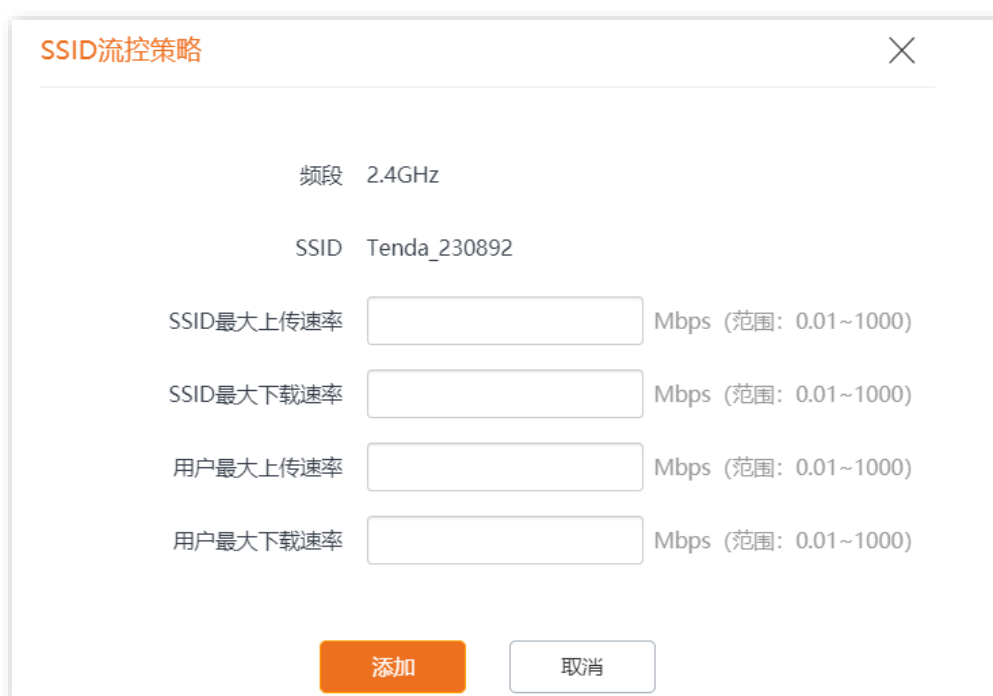 SSID流控策略
频段 2.4GHz
SSID Tenda_230892
SSID最大上传速率 Mbps (范围：0.01~1000)
SSID最大下载速率 Mbps (范围：0.01~1000)
用户最大上传速率 Mbps (范围：0.01~1000)
用户最大下载速率 Mbps (范围：0.01~1000)
添加 取消